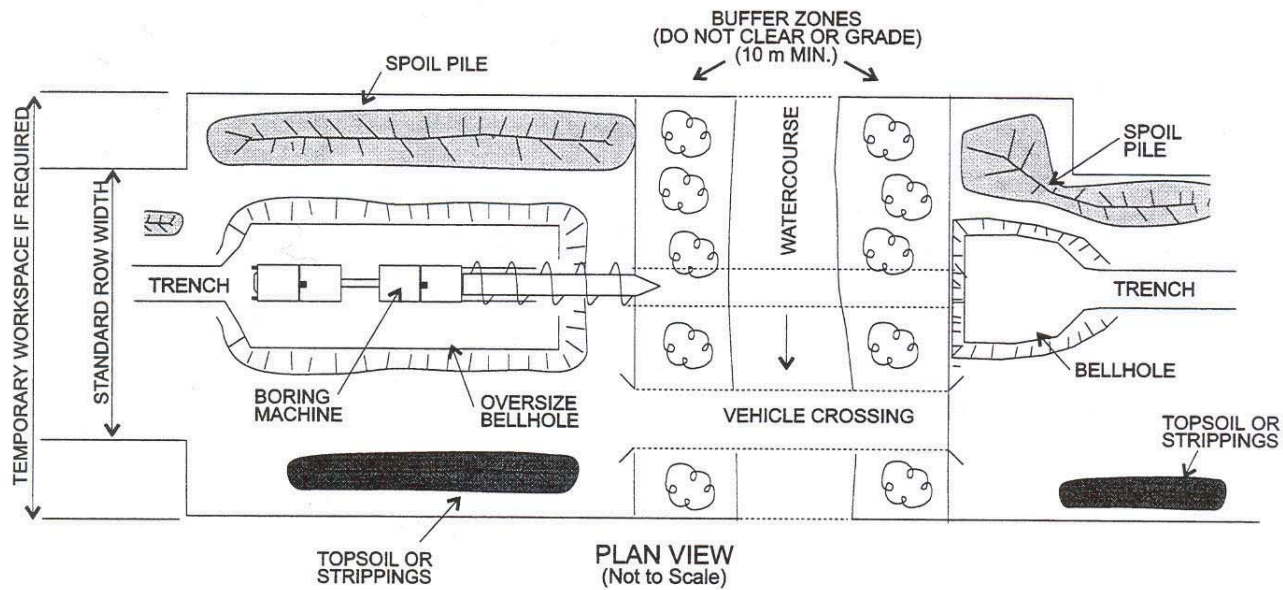 BUFFER ZONES
(DO NOT CLEAR OR GRADE)
(10 m MIN.)
SPOIL PILE
SPOIL
PILE
TEMPORARY WORKSPACE IF REQUIRED
STANDARD ROW WIDTH
WATERCOURSE
TRENCH
TRENCH
BORING
MACHINE
OVERSIZE
BELLHOLE
VEHICLE CROSSING
BELLHOLE
TOPSOIL OR
STRIPPINGS
TOPSOIL OR
STRIPPINGS
PLAN VIEW
(Not to Scale)